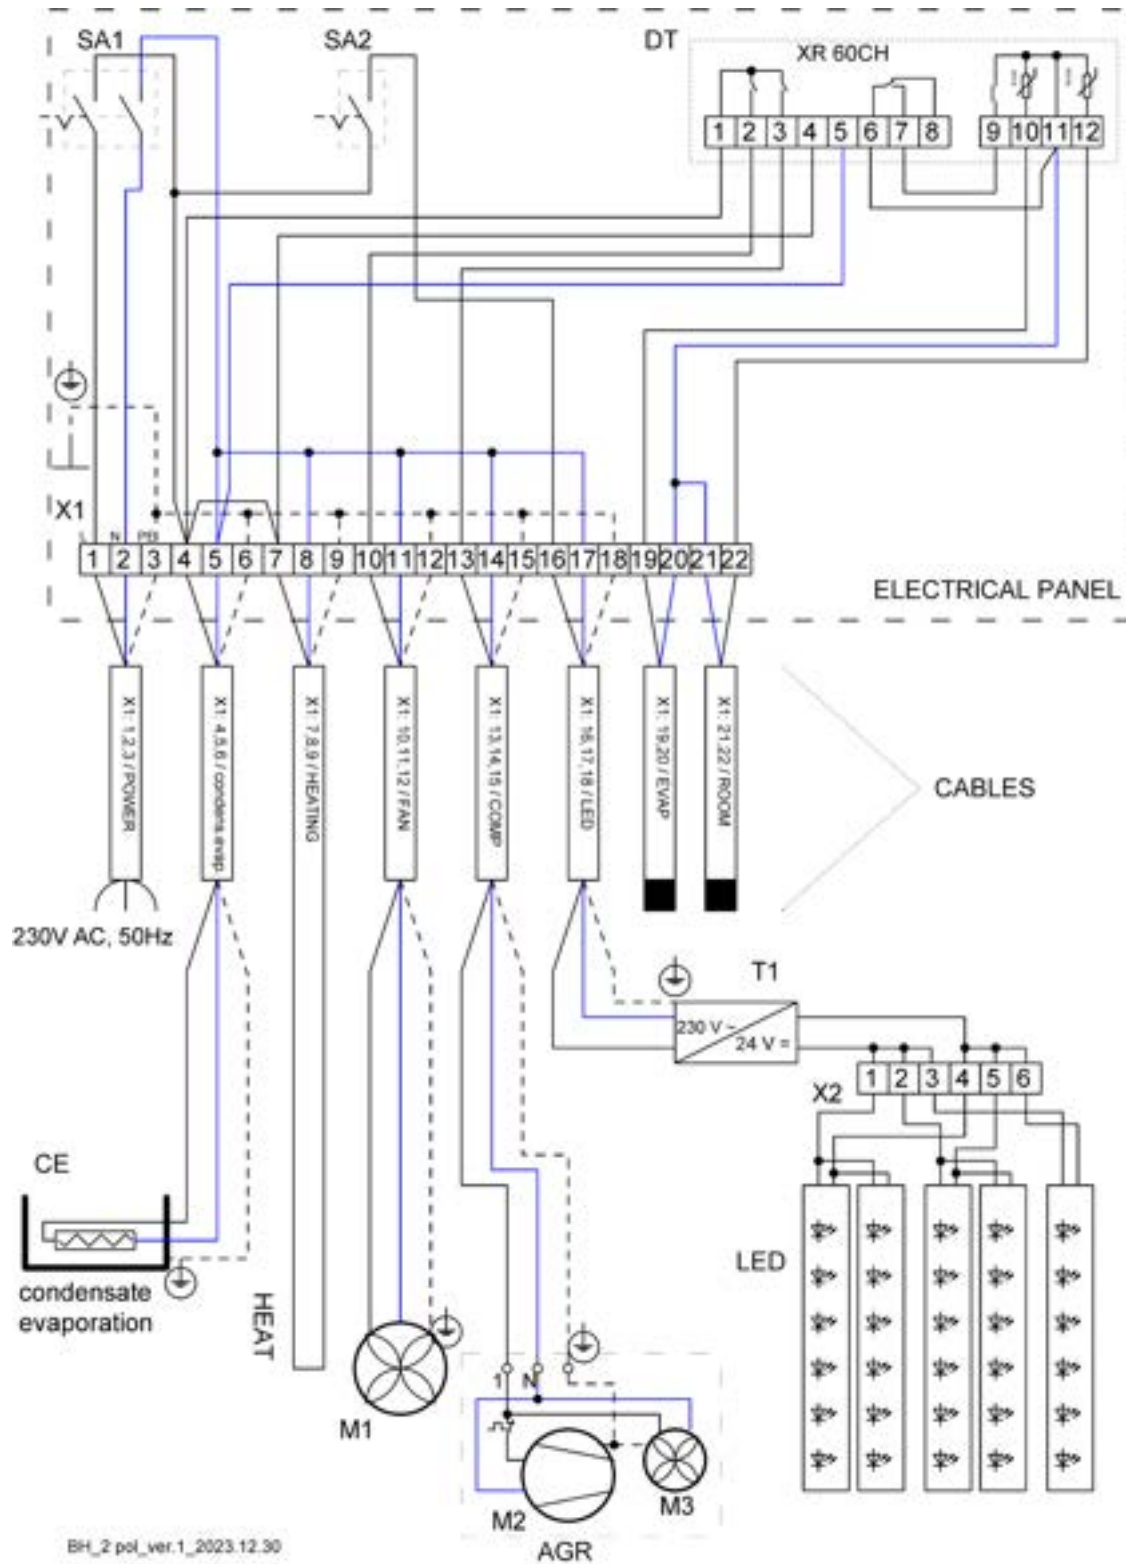 SA1
SA2
DT
XR 60CH
1 2 3 4 5 6 7 8
9 10 11 12
X1
N
1 2 3 4 5 6 7 8 9 10 11 12 13 14 15 16 17 18 19 20 21 22
ELECTRICAL PANEL
X1: 1,2,3 / POWER
X1: 4,5,6 / condens.evap.
X1: 7,8,9 / HEATING
X1: 10,11,12 / FAN
X1: 13,14,15 / COMP
X1: 16,17,18 / LED
X1: 19,20 / EVAP
X1: 21,22 / ROOM
CABLES
230V AC, 50Hz
T1
230 V ~
24 V =
X2
1 2 3 4 5 6
CE
condensate
evaporation
HEAT
LED
M1
1
N
M2
M3
AGR
BH_2 pol_ver.1_2023.12.30